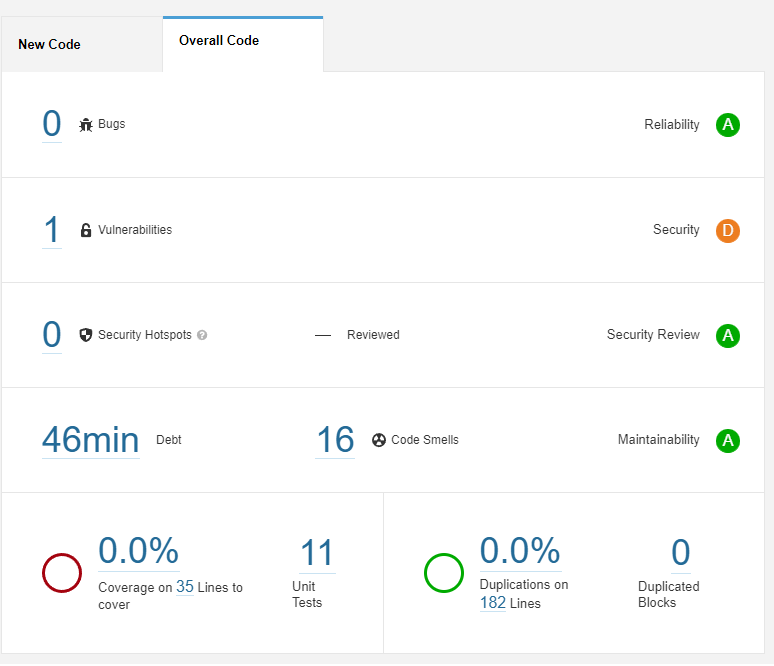 New Code
Overall Code
0 Bugs
Reliability A
1 Vulnerabilities
Security D
0 Security Hotspots ?
— Reviewed
Security Review A
46min Debt
16 Code Smells
Maintainability A
0.0%
Coverage on 35 Lines to
cover
11
Unit
Tests
0.0%
Duplications on
182 Lines
0
Duplicated
Blocks